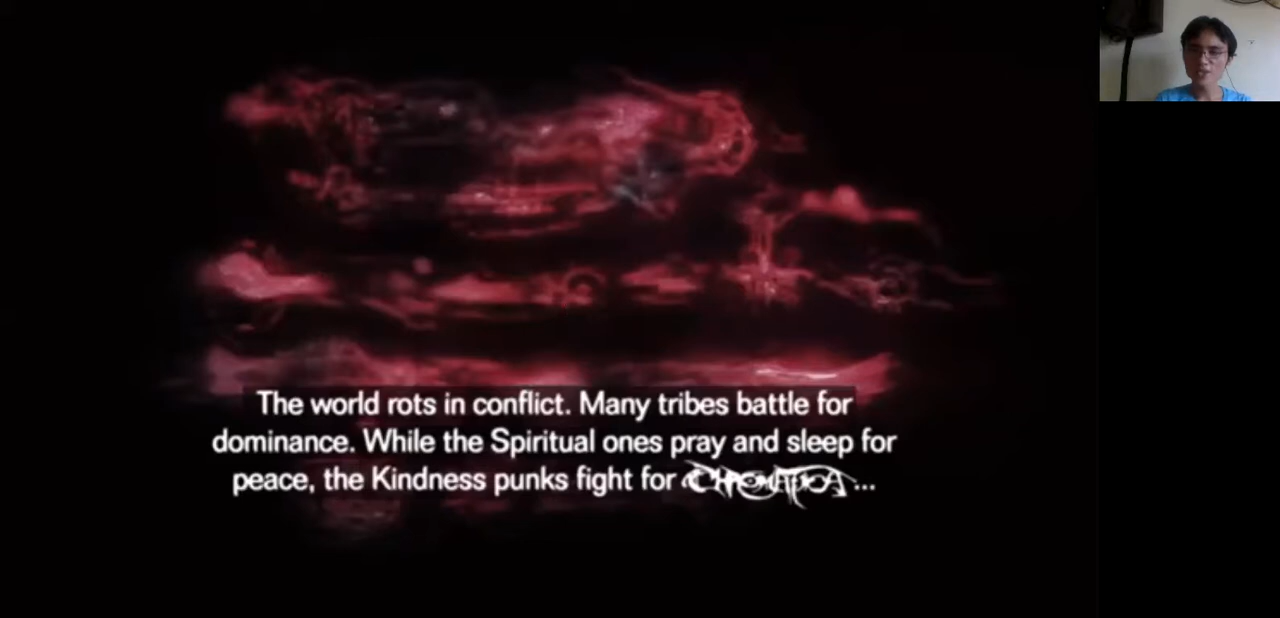 The world rots in conflict. Many tribes battle for
dominance. While the Spiritual ones pray and sleep for
peace, the Kindness punks fight for CHROMATICA ...